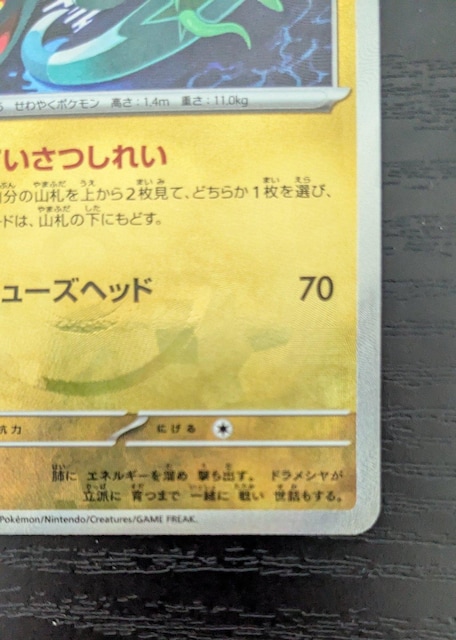 せわやくポケモン 高さ：1.4m 重さ：11.0kg
いさつしれい
分の山札を上から2枚見て、どちらか1枚を選び、
ドは、山札の下にもどす。
ューズヘッド 70
抗力 にげる
肺に エネルギーを溜め 撃ち出す。 ドラメシヤが
立派に 育つまで 一緒に 戦い 世話もする。
Pokémon/Nintendo/Creatures/GAME FREAK.